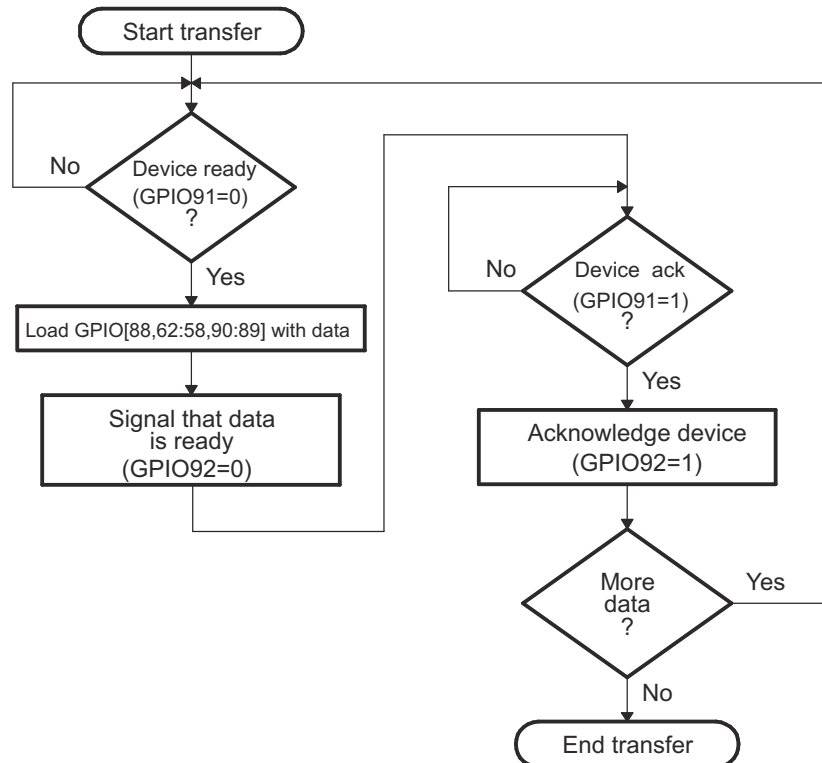 Start transfer
No
Device ready
(GPIO91=0)
?
Yes
Load GPIO[88,62:58,90:89] with data
Signal that data
is ready
(GPIO92=0)
No
Device ack
(GPIO91=1)
?
Yes
Acknowledge device
(GPIO92=1)
More
data
?
Yes
No
End transfer